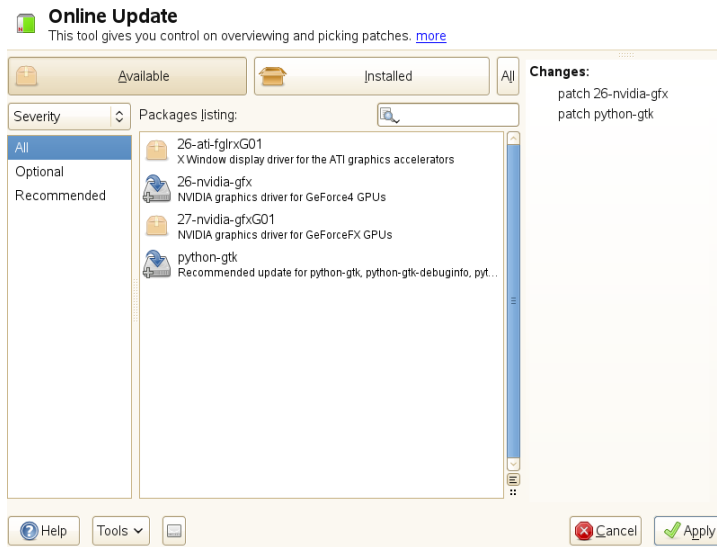 Online Update
This tool gives you control on overviewing and picking patches. more
Available
Installed
All
Changes:
patch 26-nvidia-gfx
patch python-gtk
Severity
Packages listing:
All
Optional
Recommended
26-ati-fglrxG01
X Window display driver for the ATI graphics accelerators
26-nvidia-gfx
NVIDIA graphics driver for GeForce4 GPUs
27-nvidia-gfxG01
NVIDIA graphics driver for GeForceFX GPUs
python-gtk
Recommended update for python-gtk, python-gtk-debuginfo, pyt...
Help
Tools
Cancel
Apply